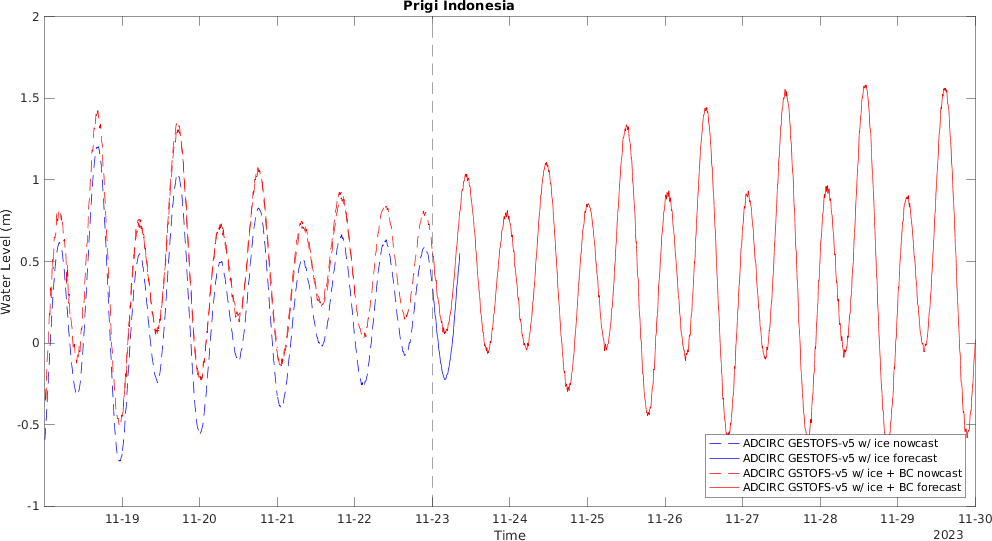 Prigi Indonesia
Water Level (m)
2
1.5
1
0.5
0
-0.5
-1
11-19 11-20 11-21 11-22 11-23 11-24 11-25 11-26 11-27 11-28 11-29 11-30
Time
2023
ADCIRC GESTOFS-v5 w/ ice nowcast
ADCIRC GESTOFS-v5 w/ ice forecast
ADCIRC GSTOFS-v5 w/ ice + BC nowcast
ADCIRC GSTOFS-v5 w/ ice + BC forecast